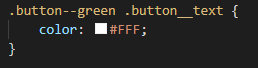 .button--green .button__text {
    color: #FFF;
}